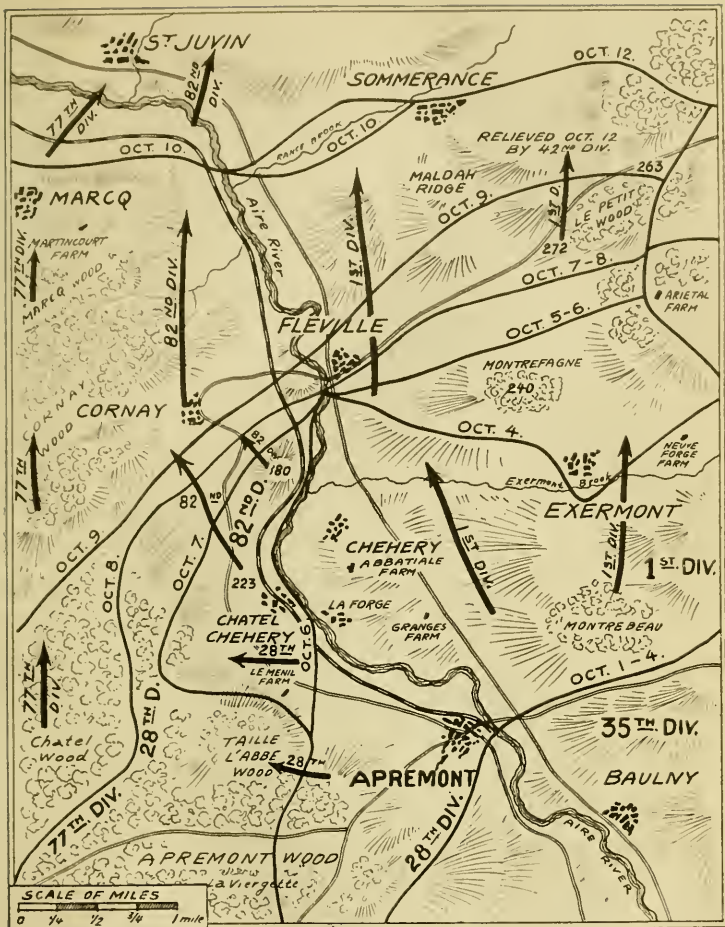 ST. JUVIN
82ND DIV.
77TH DIV.
SOMMERANCE
OCT. 12.
OCT. 10.
RANCE BROOK
OCT. 10.
RELIEVED OCT. 12
BY 42ND DIV.
263
MALDAH
RIDGE
OCT. 9.
1ST D.
LE PETIT
WOOD
272
MARCQ
MARTINCOURT
FARM
77TH DIV.
MARCQ WOOD
82ND DIV.
Aire River
1ST DIV.
OCT. 7-8.
ARIETAL
FARM
OCT. 5-6.
FLEVILLE
MONTREFAGNE
240
CORNAY
CORNAY
WOOD
77TH
OCT. 4.
NEUVE
FORGE
FARM
82
D.
180
82 ND
82ND D.
Exermont Brook
EXERMONT
OCT. 9
OCT. 8.
OCT. 7.
223
CHEHERY
ABBATIALE
FARM
1ST DIV.
1ST DIV.
1ST. DIV.
CHATEL
CHEHERY
LA FORGE
GRANGES
FARM
MONTREBEAU
28TH
OCT. 6.
LE MENIL
FARM
OCT. 1-4.
77TH
DIV.
Chatel
Wood
28TH D.
77TH DIV.
TAILLE
L'ABBE
WOOD
28TH
APREMONT
35TH. DIV.
BAULNY
28TH DIV.
AIRE RIVER
APREMONT WOOD
La Viergette
SCALE OF MILES
0 1/4 1/2 3/4 1 mile